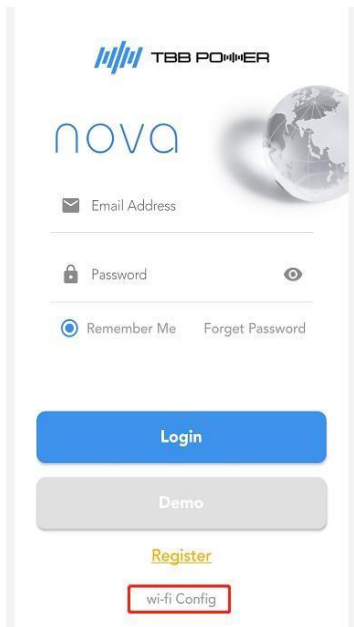 TBB POWER
nova
Email Address
Password
Remember Me Forget Password
Login
Demo
Register
wi-fi Config